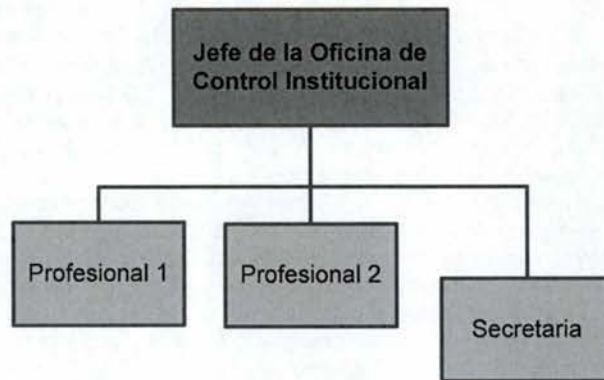 Jefe de la Oficina de
Control Institucional
Profesional 1
Profesional 2
Secretaria